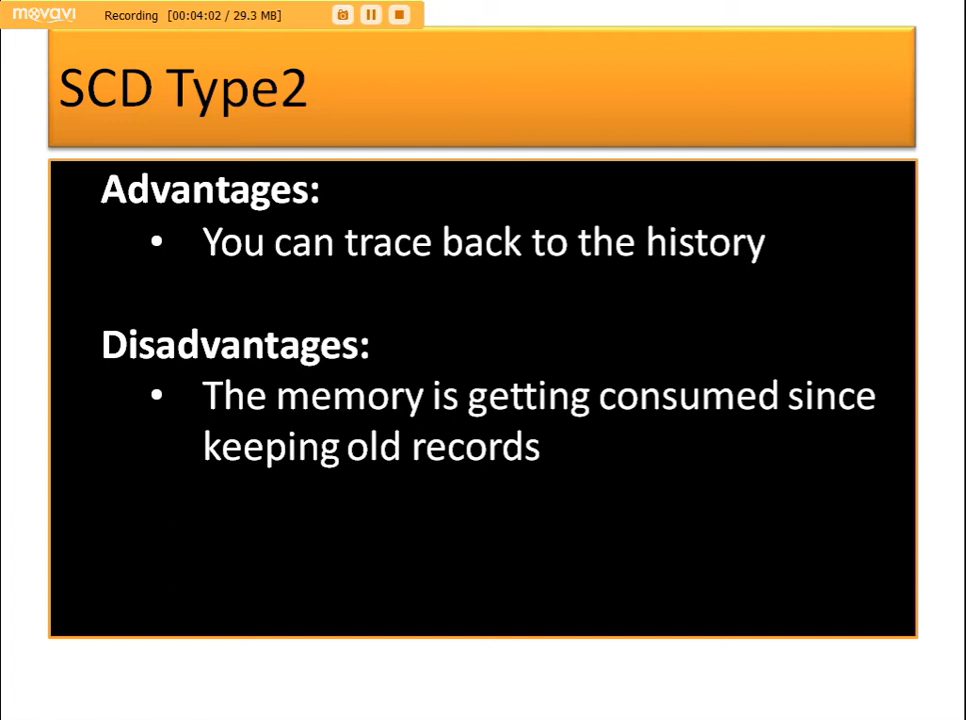 movavi Recording [00:04:02 / 29.3 MB]
SCD Type2
Advantages:
• You can trace back to the history
Disadvantages:
• The memory is getting consumed since
keeping old records